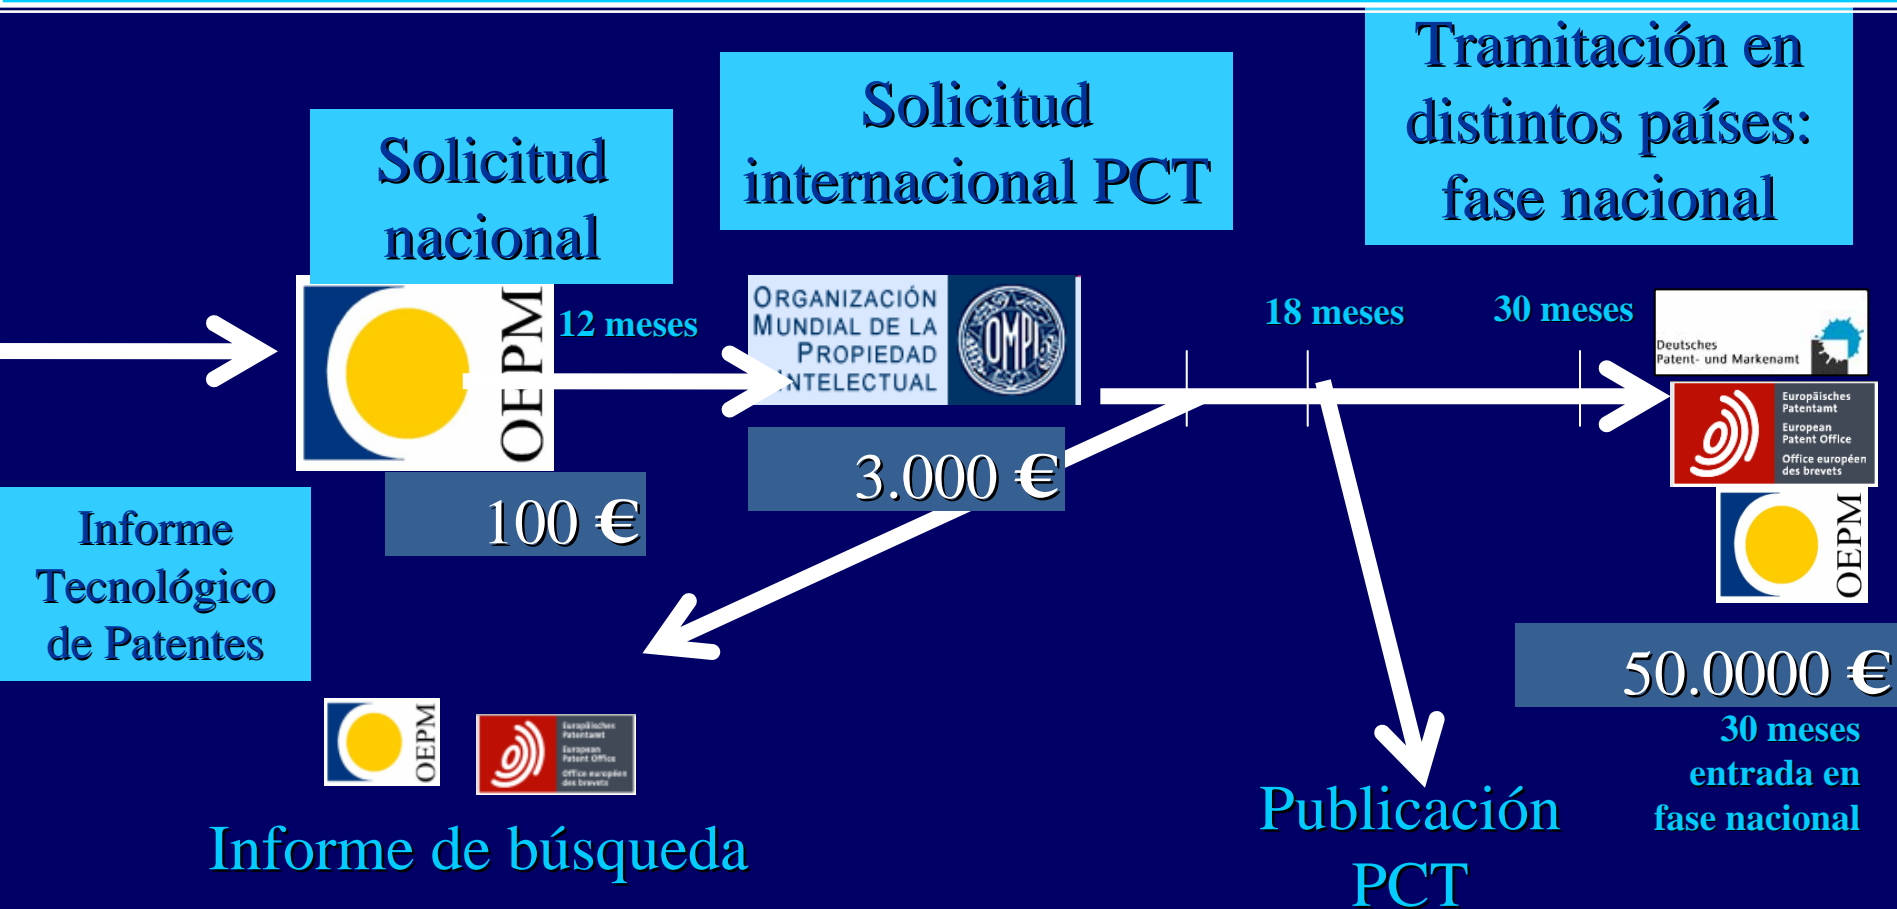 Tramitación en
distintos países:
fase nacional
Solicitud
internacional PCT
Solicitud
nacional
OEPM
12 meses
ORGANIZACIÓN
MUNDIAL DE LA
PROPIEDAD
INTELECTUAL
OMPI
18 meses
30 meses
Deutsches
Patent- und Markenamt
Europäisches
Patentamt
European
Patent Office
Office européen
des brevets
OEPM
3.000 €
100 €
Informe
Tecnológico
de Patentes
50.0000 €
30 meses
entrada en
fase nacional
OEPM
Europäisches
Patentamt
European
Patent Office
Office européen
des brevets
Informe de búsqueda
Publicación
PCT